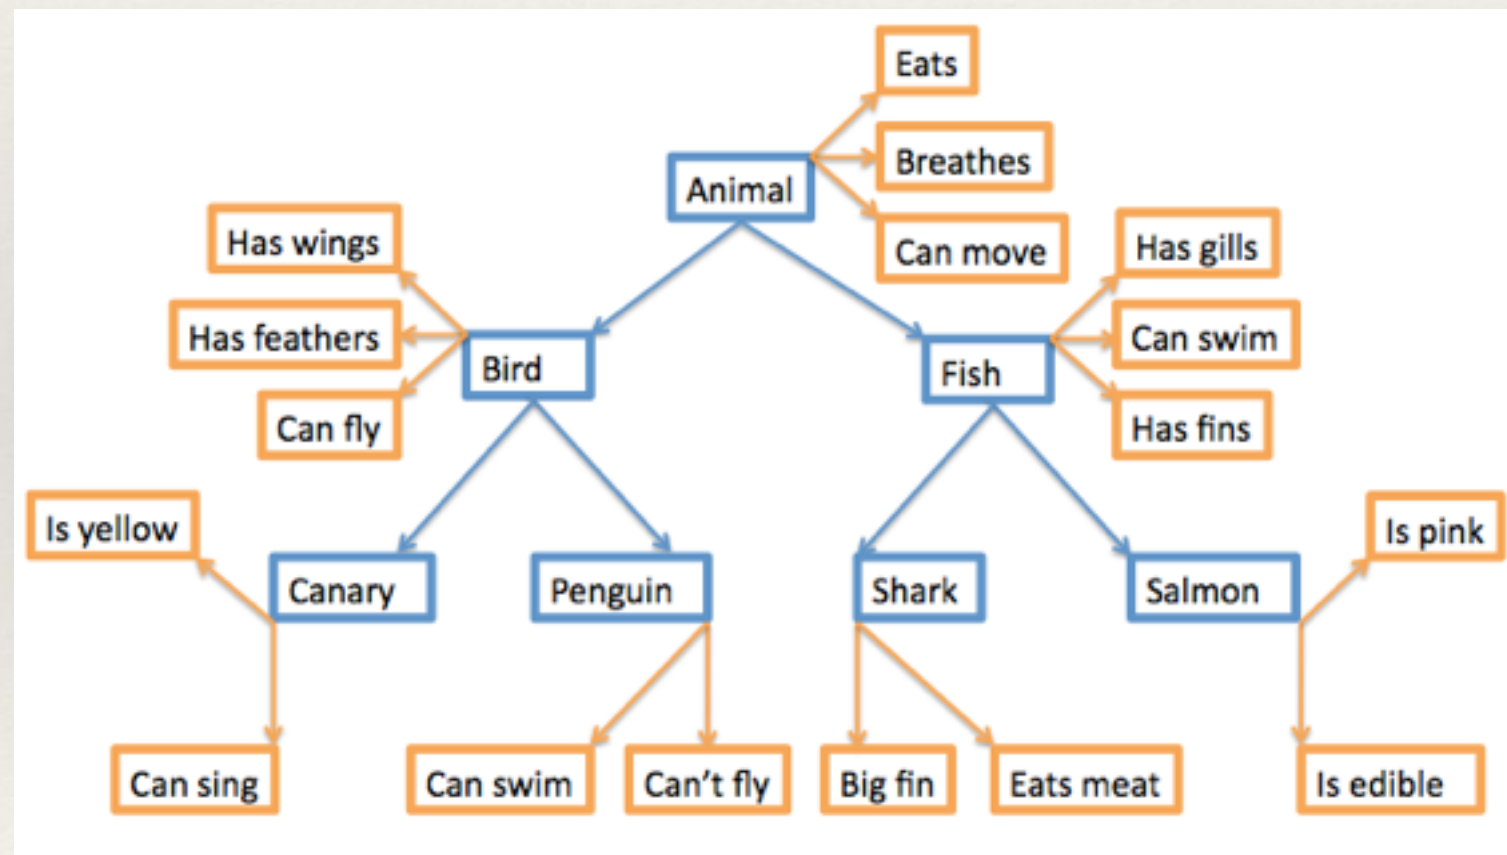 Eats
Breathes
Animal
Can move
Has wings
Has gills
Has feathers
Can swim
Bird
Fish
Can fly
Has fins
Is yellow
Is pink
Canary
Penguin
Shark
Salmon
Can sing
Can swim
Can't fly
Big fin
Eats meat
Is edible